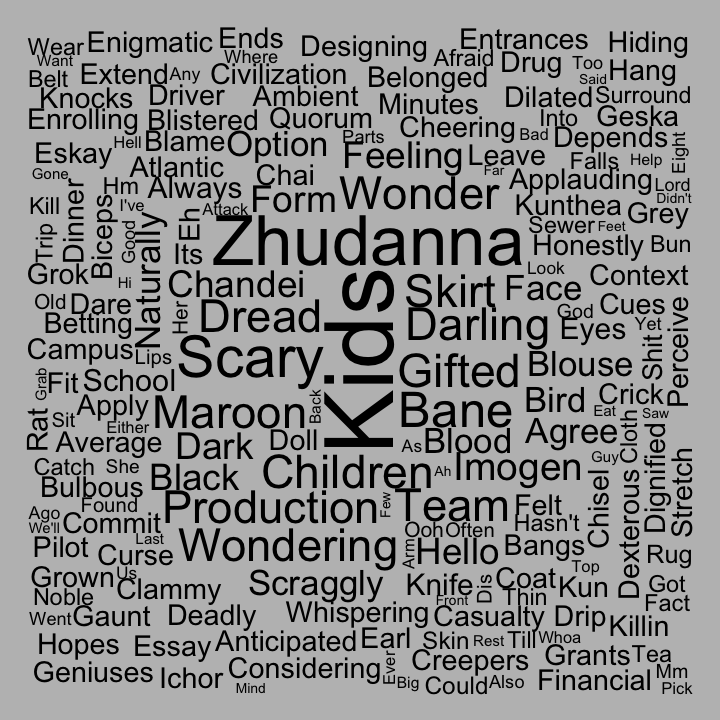 Wear Enigmatic Ends Designing Entrances Hiding
Want Where Afraid Drug Too Said Hang
Belt Extend Any Civilization Belonged
Knocks Driver Ambient Minutes Dilated Surround
Enrolling Blistered Quorum Cheering Into Geska
Hell Blame Option Parts Bad Depends Eight
Eskay Atlantic Chai Feeling Leave Falls Help
Gone Hm Always Form Wonder Far Applauding Lord
Kill I've Attack Kunthea Didn't Grey
Trip Dinner Biceps Good Naturally Eh Its Zhudanna Sewer Feet Honestly Bun
Grok Hi Chandei Skirt Face Look Context
Old Dare Her Dread Kids Darling God Cues
Betting Eyes Yet Shit Perceive
Campus Lips Scary Gifted Blouse
Grab Fit School Back Bane Bird Crick
Rat Sit Apply Maroon Eat Saw
Either Average Dark Doll As Blood Agree Cloth
Catch She Black Children Ah Imogen Guy Chisel Dignified Stretch
Bulbous Found Production Few Team Felt Dexterous
Ago We'll Commit Ooh Often Hasn't
Pilot Last Curse Wondering Arm Hello Bangs Rug
Grown Us Clammy Scraggly Knife Dis Coat Top Kun Got
Noble Front Thin Fact
Went Gaunt Deadly Whispering Casualty Drip Killin
Hopes Essay Anticipated Earl Skin Rest Till Whoa
Geniuses Ichor Considering Ever Creepers Grants Tea
Mind Big Could Also Financial Mm Pick